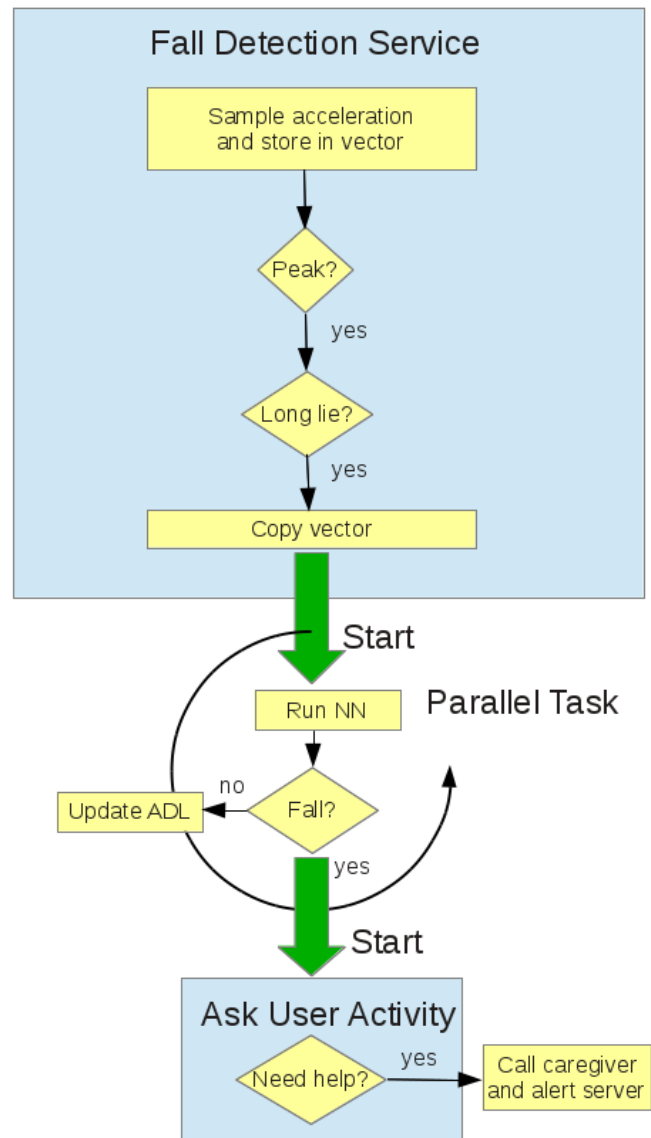 Fall Detection Service
Sample acceleration
and store in vector
Peak?
yes
Long lie?
yes
Copy vector
Start
Run NN
Parallel Task
no
Update ADL
Fall?
yes
Start
Ask User Activity
Need help?
yes
Call caregiver
and alert server